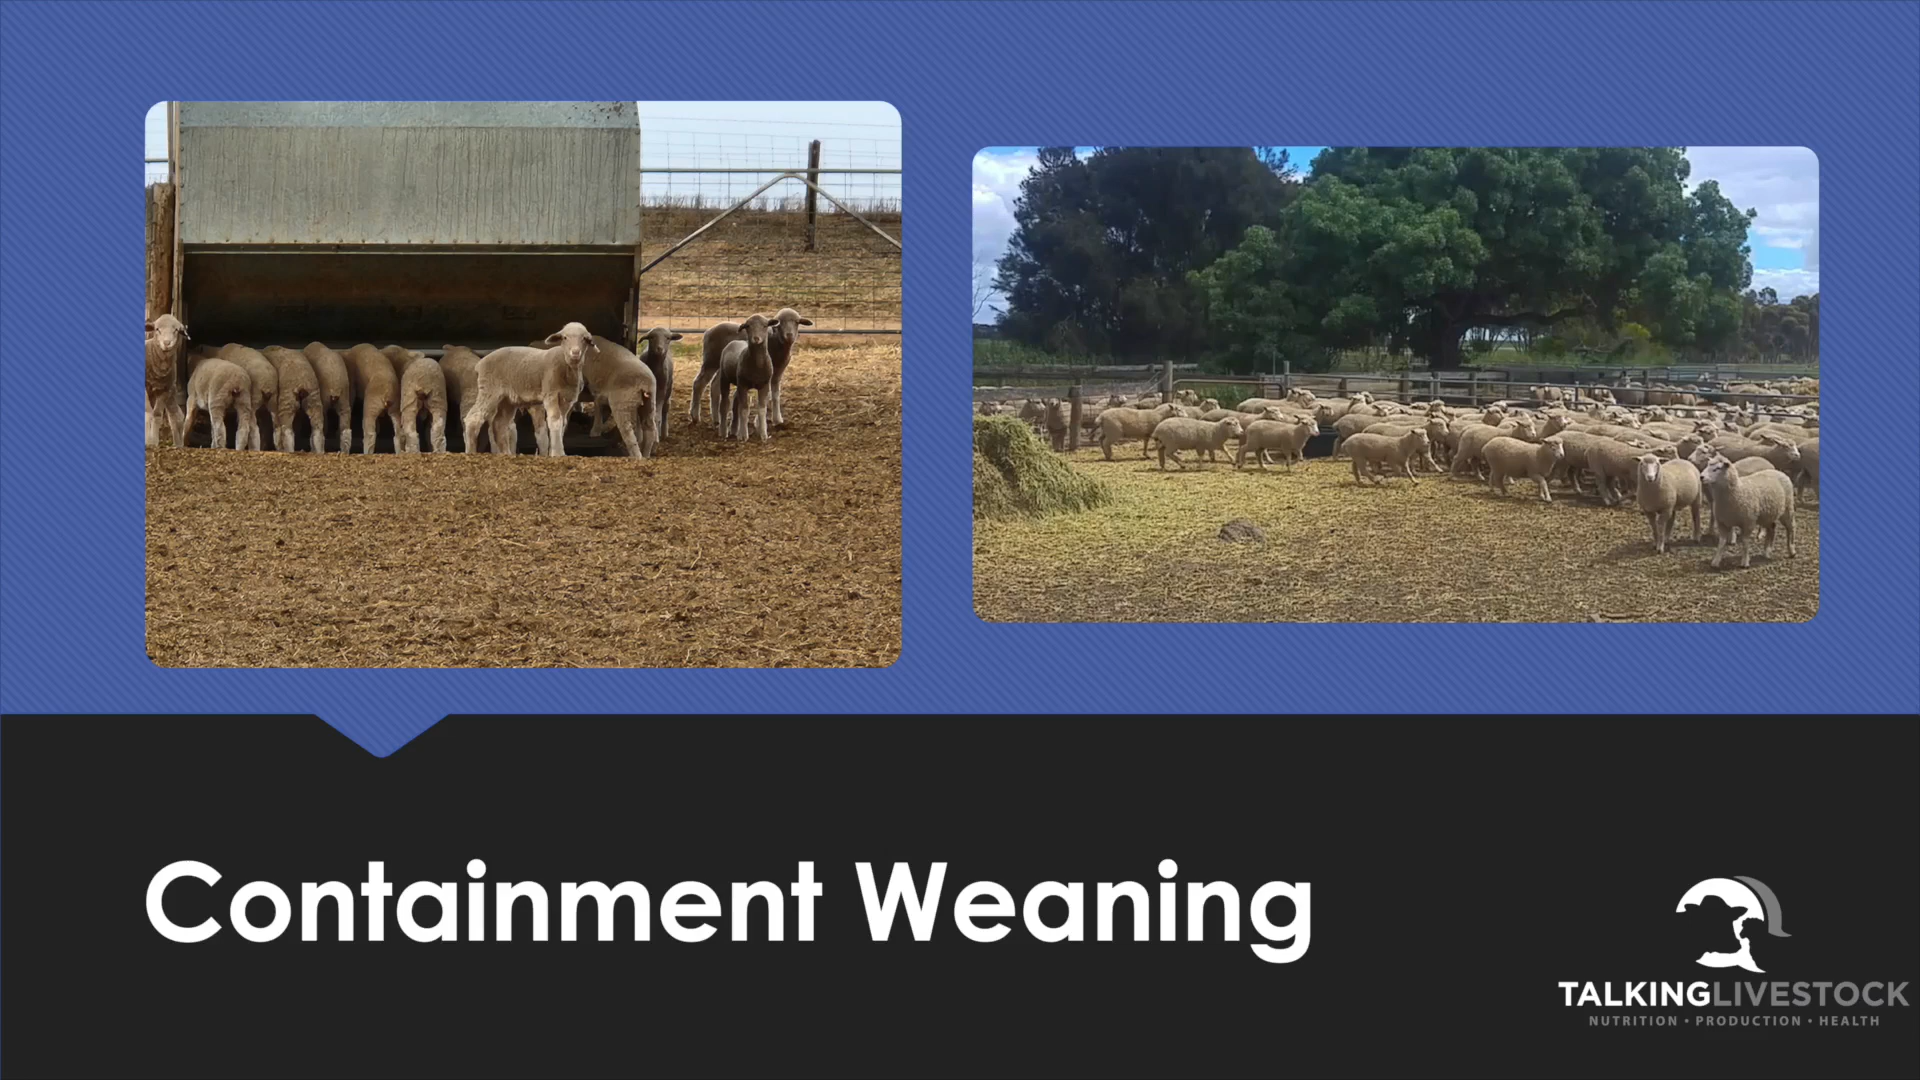 Containment Weaning
TALKINGLIVESTOCK
NUTRITION • PRODUCTION • HEALTH